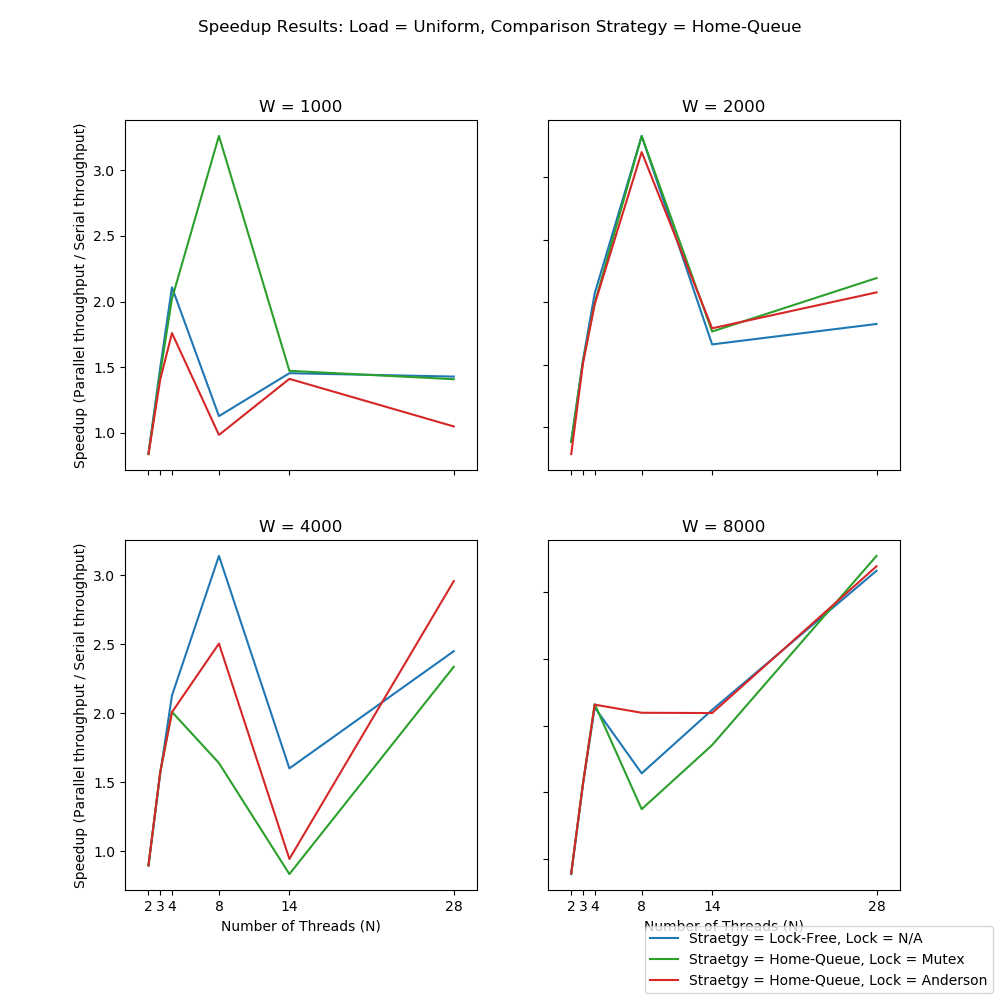 Speedup Results: Load = Uniform, Comparison Strategy = Home-Queue
W = 1000
W = 2000
Speedup (Parallel throughput / Serial throughput)
3.0
2.5
2.0
1.5
1.0
W = 4000
W = 8000
Speedup (Parallel throughput / Serial throughput)
3.0
2.5
2.0
1.5
1.0
2 3 4 8 14 28
Number of Threads (N)
2 3 4 8 14 28
Number of Threads (N)
Straetgy = Lock-Free, Lock = N/A
Straetgy = Home-Queue, Lock = Mutex
Straetgy = Home-Queue, Lock = Anderson